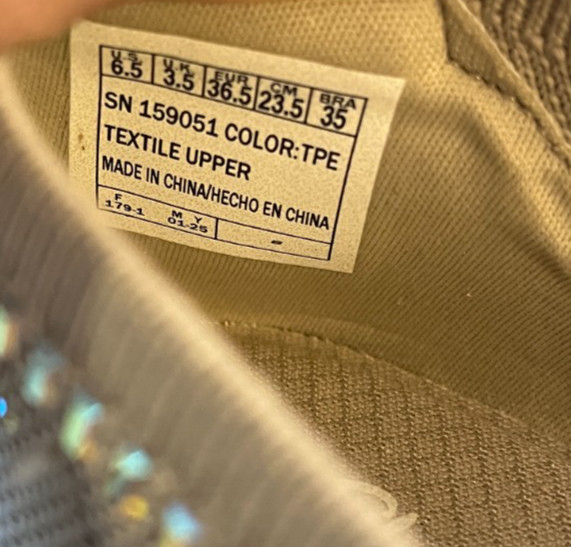 U.S. U.K. EUR CM BRA
6.5 3.5 36.5 23.5 35
SN 159051 COLOR:TPE
TEXTILE UPPER
MADE IN CHINA/HECHO EN CHINA
F M Y
179-1 01-25